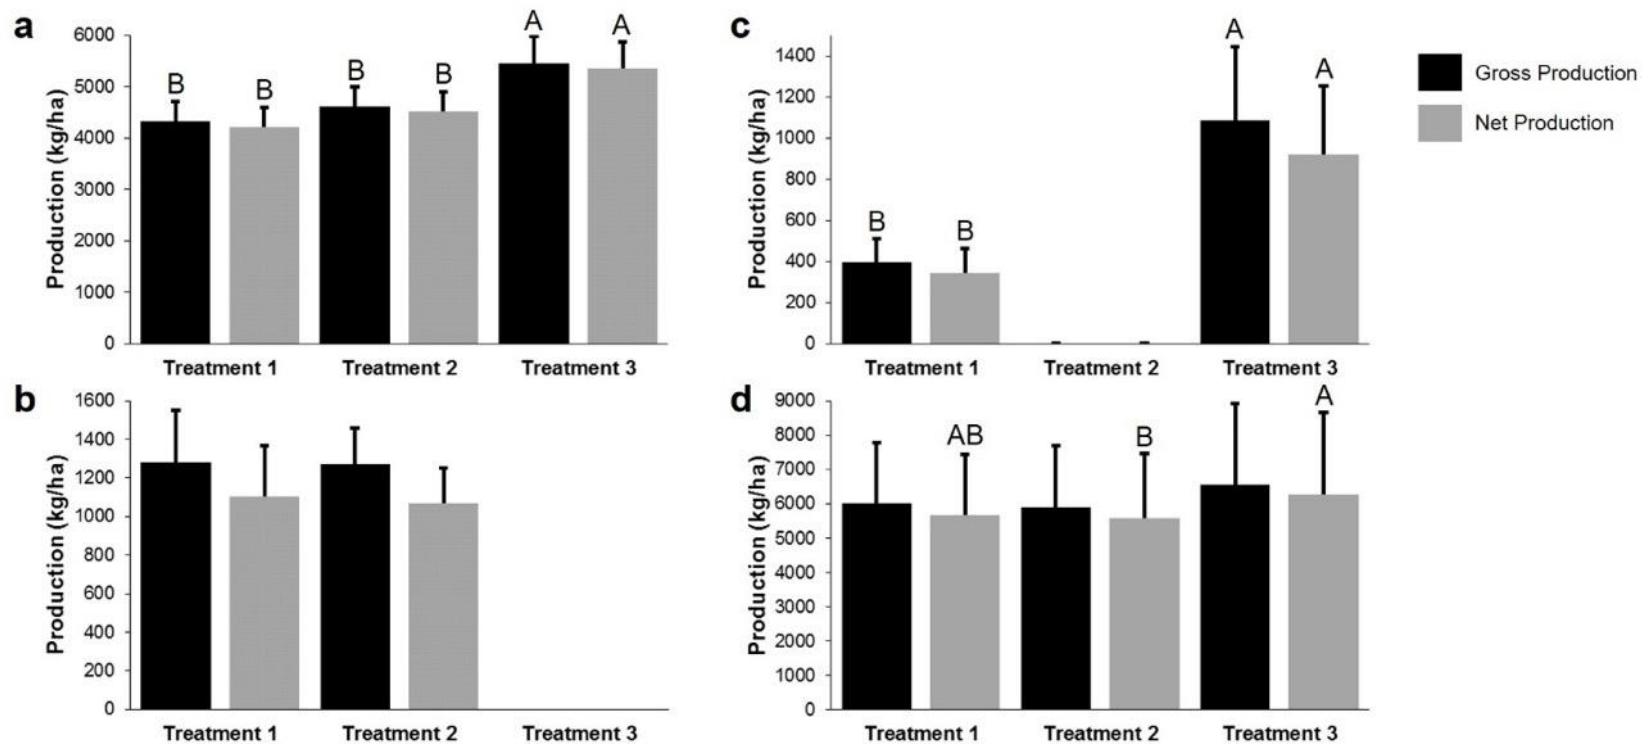 a
Production (kg/ha)
6000
5000
4000
3000
2000
1000
0
B
B
B
B
A
A
Treatment 1
Treatment 2
Treatment 3
c
Production (kg/ha)
1400
1200
1000
800
600
400
200
0
B
B
A
A
Treatment 1
Treatment 2
Treatment 3
Gross Production
Net Production
b
Production (kg/ha)
1600
1400
1200
1000
800
600
400
200
0
Treatment 1
Treatment 2
Treatment 3
d
Production (kg/ha)
9000
8000
7000
6000
5000
4000
3000
2000
1000
0
AB
B
A
Treatment 1
Treatment 2
Treatment 3